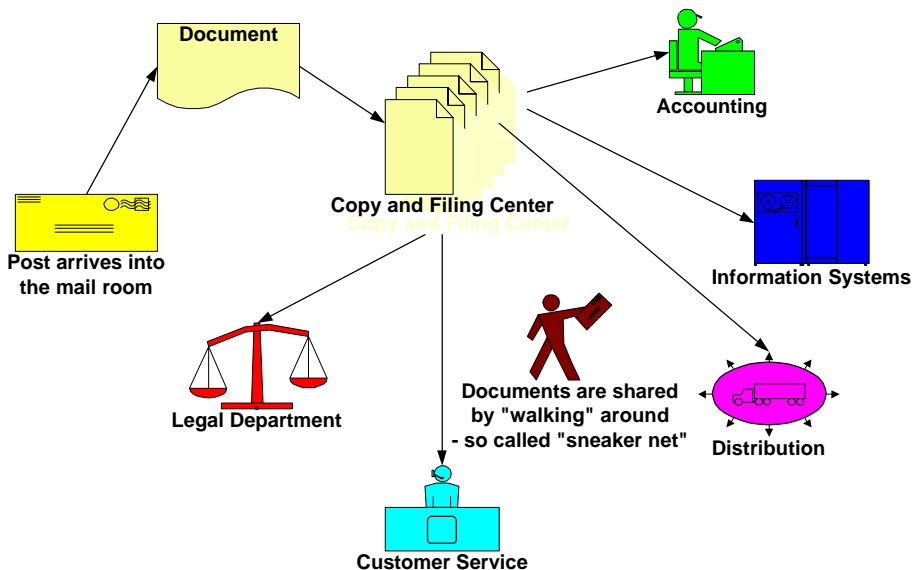 Document
Accounting
Copy and Filing Center
Copy and Filing Center
Post arrives into
the mail room
Information Systems
Legal Department
Documents are shared
by "walking" around
- so called "sneaker net"
Distribution
Customer Service